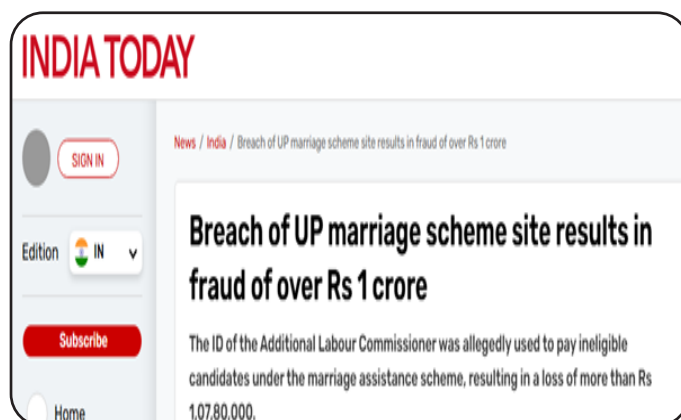 INDIA TODAY
SIGN IN
Edition IN
Subscribe
Home
News / India / Breach of UP marriage scheme site results in fraud of over Rs 1 crore
Breach of UP marriage scheme site results in
fraud of over Rs 1 crore
The ID of the Additional Labour Commissioner was allegedly used to pay ineligible
candidates under the marriage assistance scheme, resulting in a loss of more than Rs
1,07,80,000.